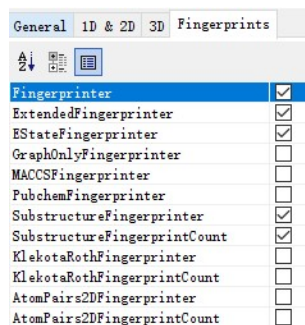 General 1D & 2D 3D Fingerprints
A Z
Fingerprinter
ExtendedFingerprinter
EStateFingerprinter
GraphOnlyFingerprinter
MACCSFingerprinter
PubchemFingerprinter
SubstructureFingerprinter
SubstructureFingerprintCount
KlekotaRothFingerprinter
KlekotaRothFingerprintCount
AtomPairs2DFingerprinter
AtomPairs2DFingerprintCount